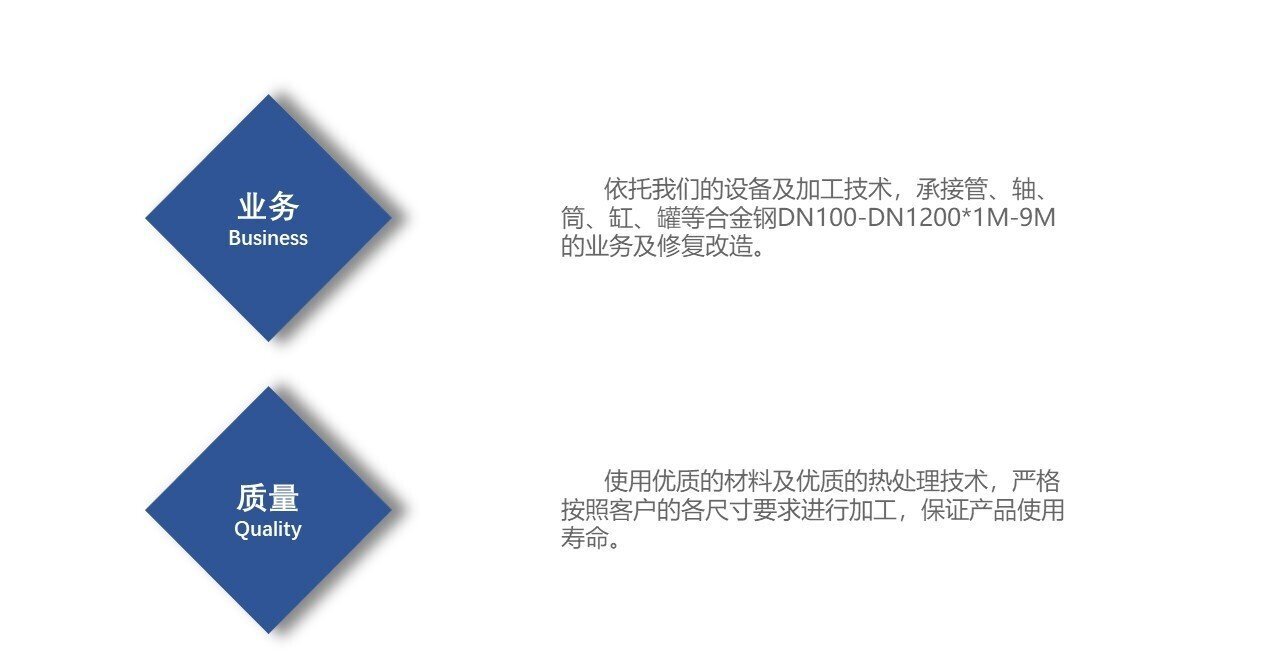 业务
Business
依托我们的设备及加工技术，承接管、轴、
筒、缸、罐等合金钢DN100-DN1200*1M-9M
的业务及修复改造。
质量
Quality
使用优质的材料及优质的热处理技术，严格
按照客户的各尺寸要求进行加工，保证产品使用
寿命。